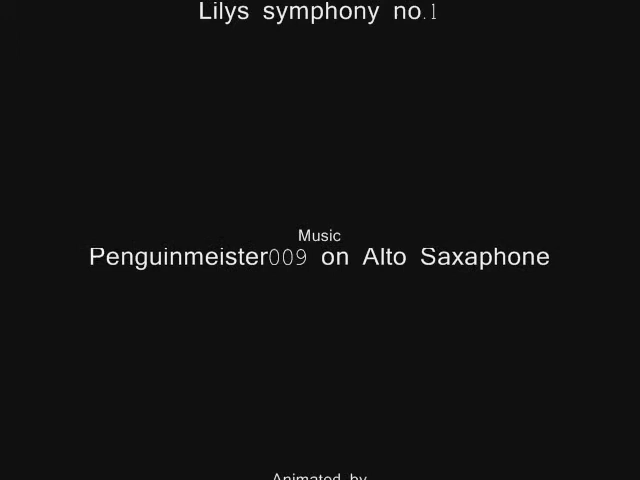 Lilys symphony no.1
Music
Penguinmeister009 on Alto Saxaphone
Animated by